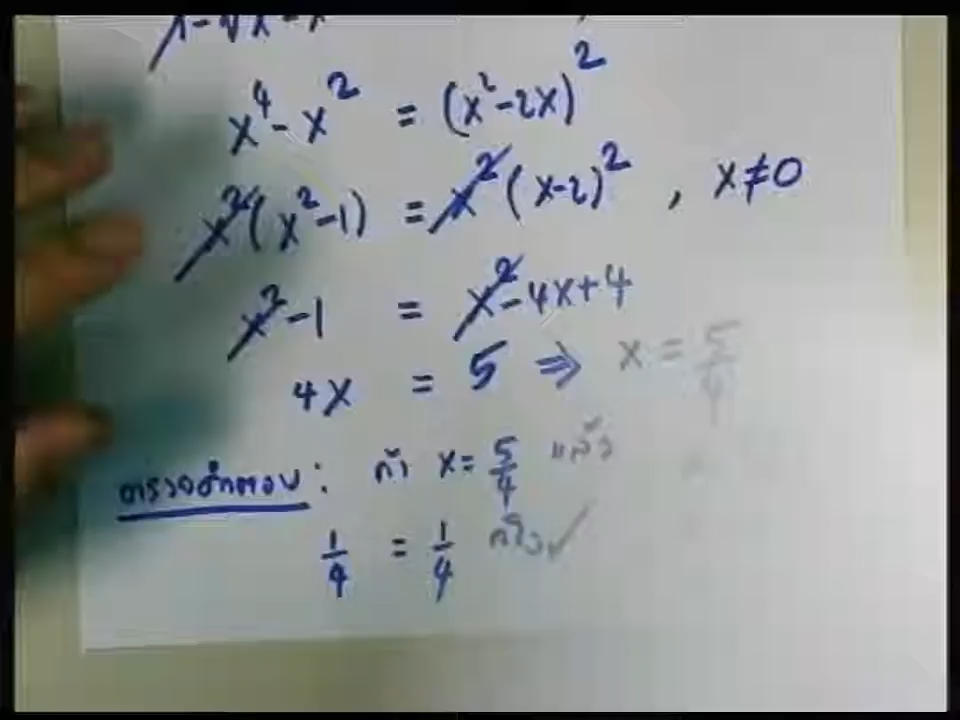 x⁴ - x² = (x² - 2x)²
x²(x² - 1) = x²(x - 2)² , x ≠ 0
x² - 1 = x² - 4x + 4
4x = 5 ⇒ x = 5/4
ตรวจคำตอบ : ถ้า x = 5/4 แล้ว
1/4 = 1/4 จริง ✓